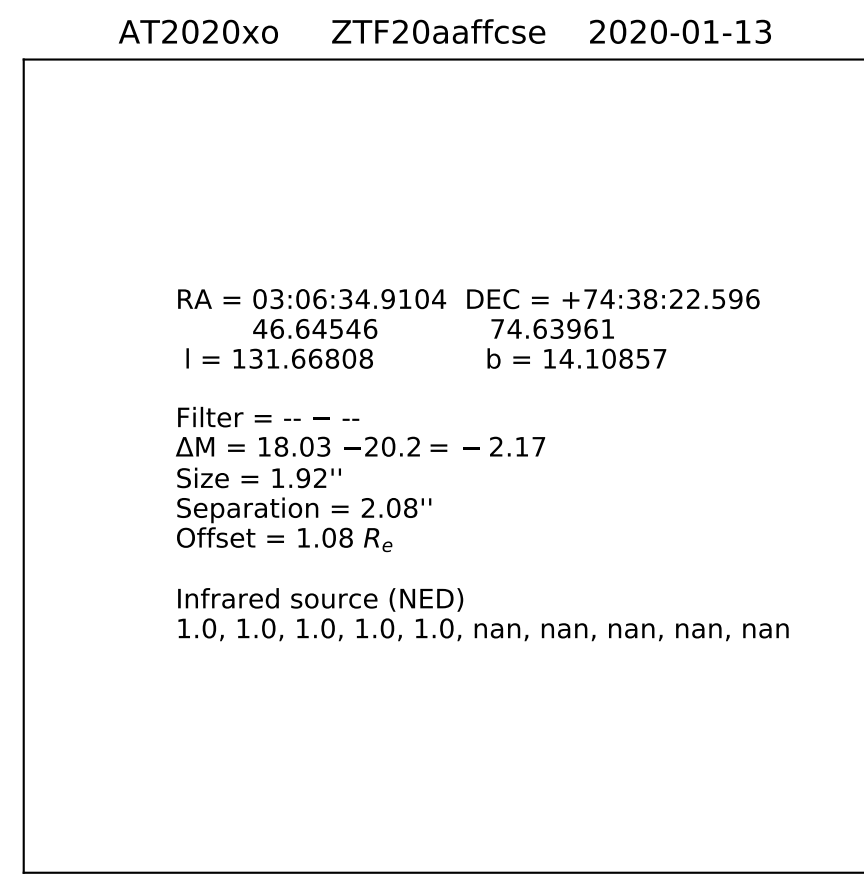 AT2020xo ZTF20aaffcse 2020-01-13
RA = 03:06:34.9104 DEC = +74:38:22.596
46.64546 74.63961
l = 131.66808 b = 14.10857
Filter = -- − --
ΔM = 18.03 −20.2 = − 2.17
Size = 1.92''
Separation = 2.08''
Offset = 1.08 Re
Infrared source (NED)
1.0, 1.0, 1.0, 1.0, 1.0, nan, nan, nan, nan, nan